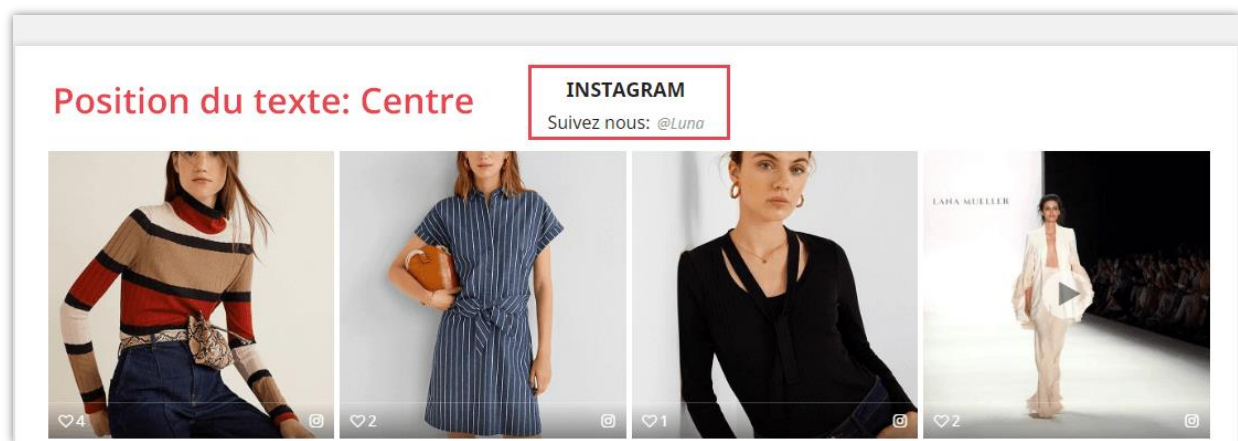 Position du texte: Centre
INSTAGRAM
Suivez nous: @Luna
LANA MUELLER
4
2
1
2